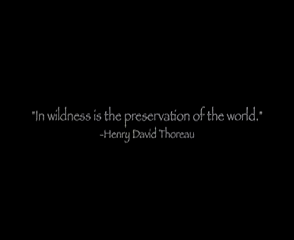 "In wildness is the preservation of the world."
-Henry David Thoreau